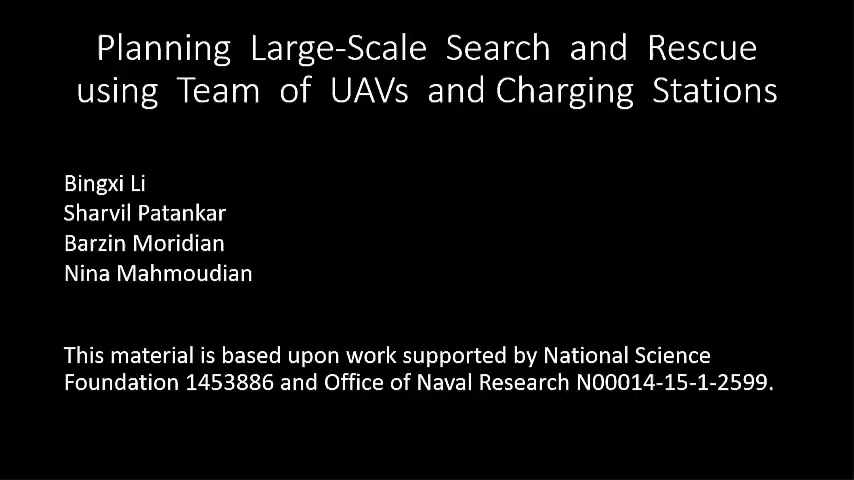 Planning Large-Scale Search and Rescue
using Team of UAVs and Charging Stations
Bingxi Li
Sharvil Patankar
Barzin Moridian
Nina Mahmoudian
This material is based upon work supported by National Science
Foundation 1453886 and Office of Naval Research N00014-15-1-2599.